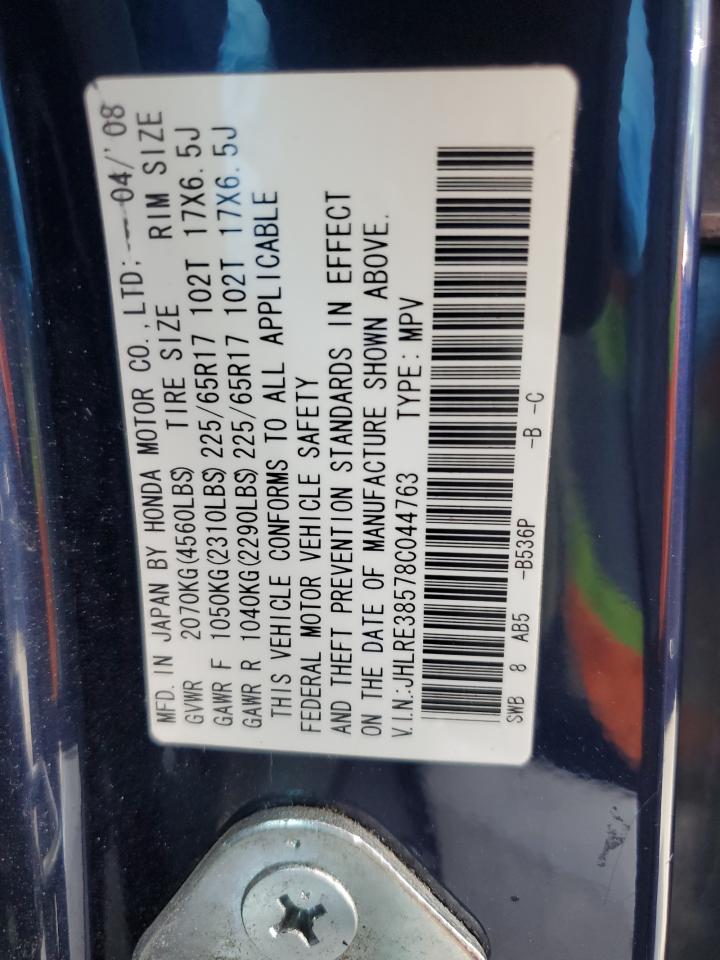 MFD. IN JAPAN BY HONDA MOTOR CO., LTD; 04/'08
GVWR 2070KG(4560LBS) TIRE SIZE RIM SIZE
GAWR F 1050KG(2310LBS) 225/65R17 102T 17X6.5J
GAWR R 1040KG(2290LBS) 225/65R17 102T 17X6.5J
THIS VEHICLE CONFORMS TO ALL APPLICABLE
FEDERAL MOTOR VEHICLE SAFETY
AND THEFT PREVENTION STANDARDS IN EFFECT
ON THE DATE OF MANUFACTURE SHOWN ABOVE.
V.I.N.:JHLRE38578C044763 TYPE: MPV
SWB 8 AB5 -B536P -B -C